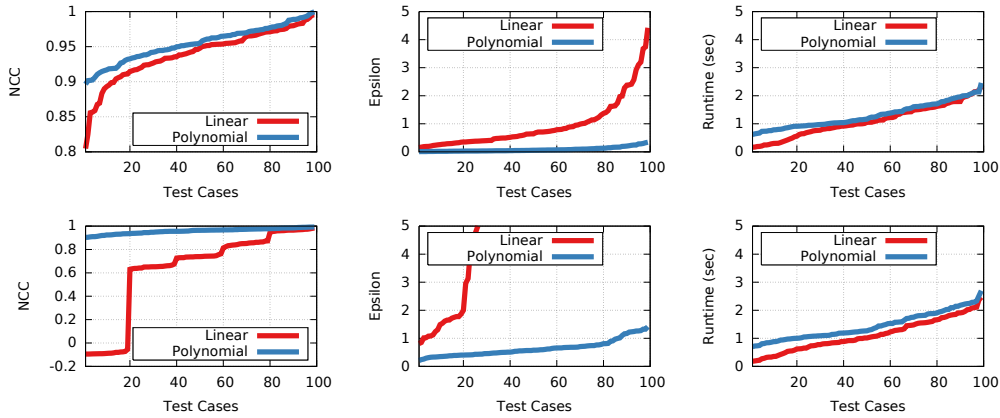 NCC
1
0.95
0.9
0.85
0.8
Linear
Polynomial
20 40 60 80 100
Test Cases
Epsilon
5
4
3
2
1
0
Linear
Polynomial
20 40 60 80 100
Test Cases
Runtime (sec)
5
4
3
2
1
0
Linear
Polynomial
20 40 60 80 100
Test Cases
NCC
1
0.8
0.6
0.4
0.2
0
-0.2
Linear
Polynomial
20 40 60 80 100
Test Cases
Epsilon
5
4
3
2
1
0
Linear
Polynomial
20 40 60 80 100
Test Cases
Runtime (sec)
5
4
3
2
1
0
Linear
Polynomial
20 40 60 80 100
Test Cases